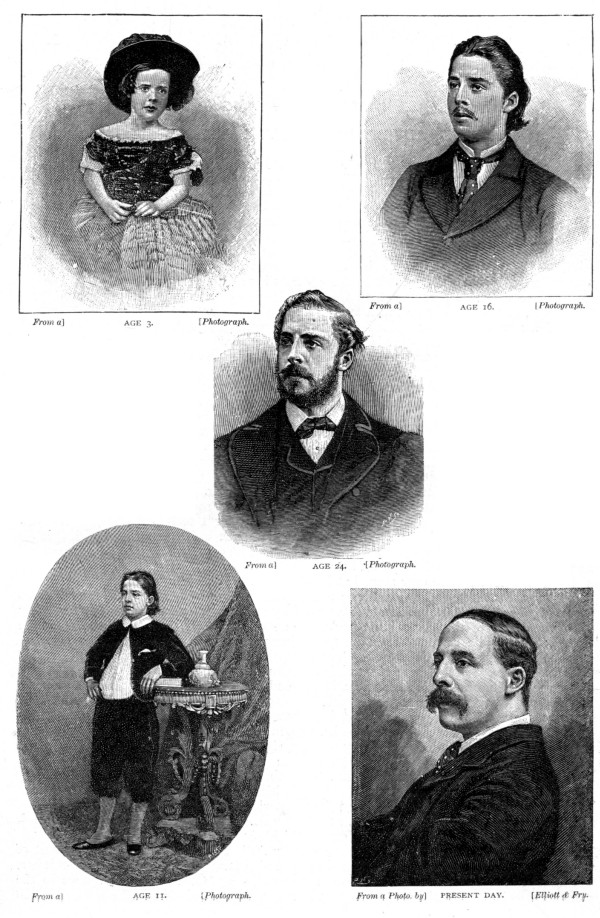 From a] AGE 3. [Photograph.
From a] AGE 16. [Photograph.
From a] AGE 24. [Photograph.
From a] AGE 11. [Photograph.
From a Photo. by] PRESENT DAY. [Elliott & Fry.